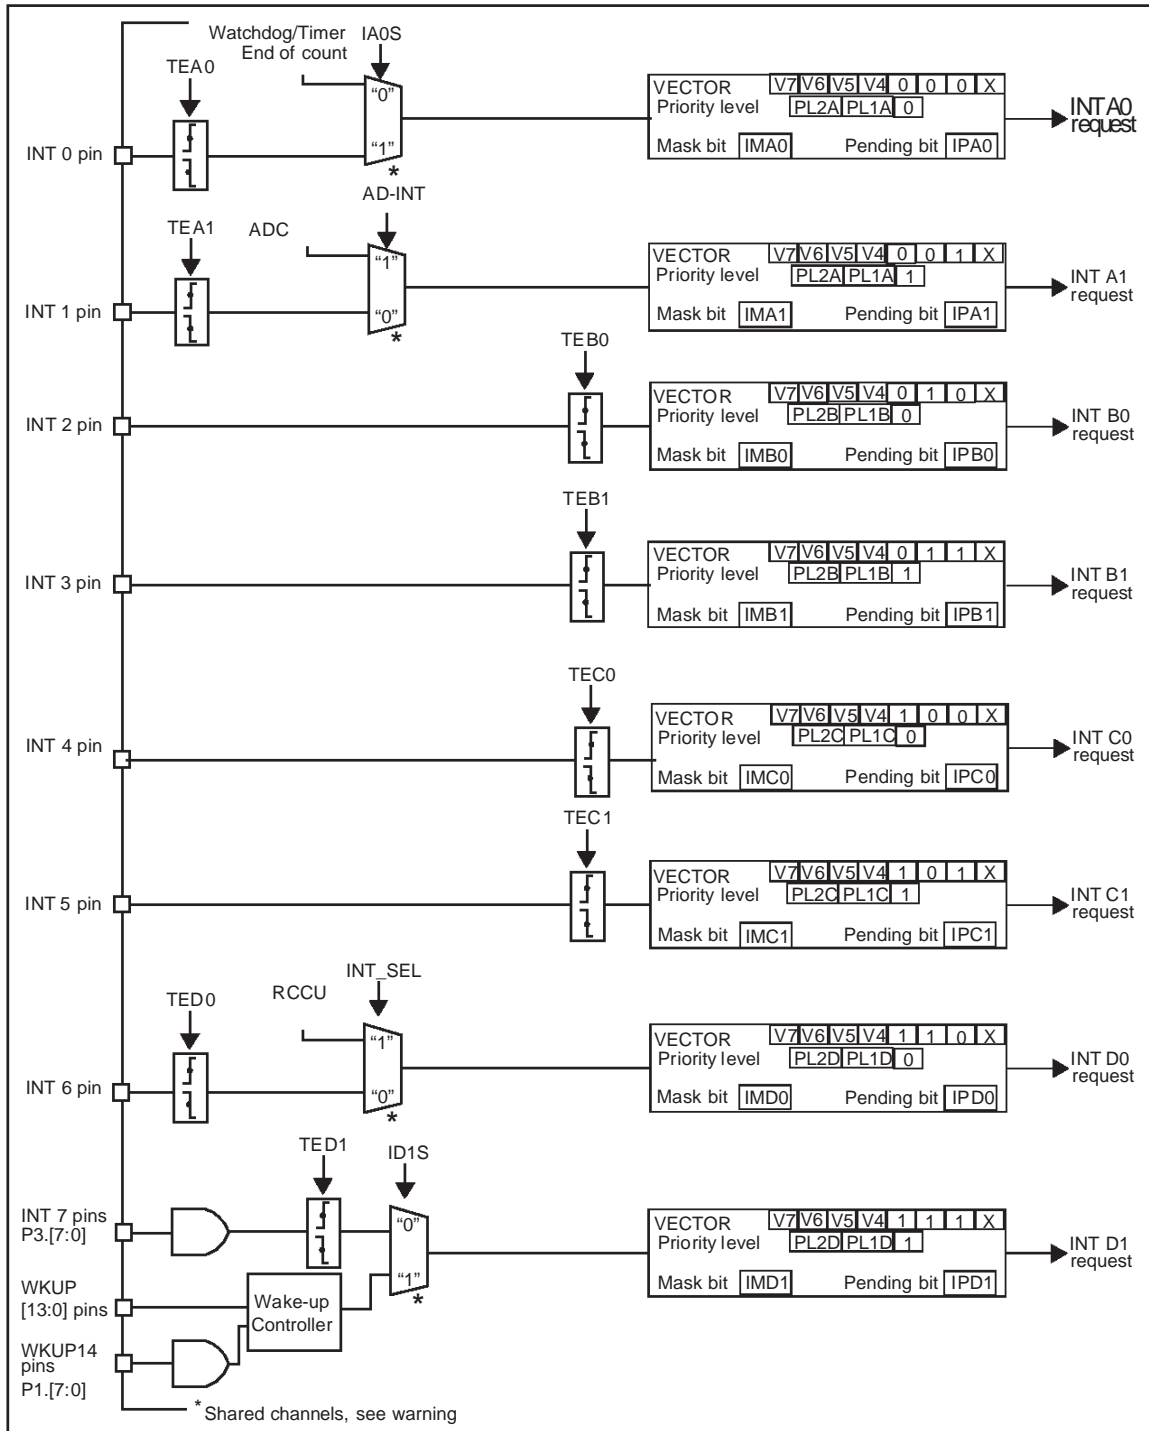 Watchdog/Timer
End of count
IA0S
TEA0
"0"
"1"
*
INT 0 pin
VECTOR V7 V6 V5 V4 0 0 0 X
Priority level PL2A PL1A 0
Mask bit IMA0 Pending bit IPA0
INTA0
request
AD-INT
TEA1
ADC
"1"
"0"
*
INT 1 pin
VECTOR V7 V6 V5 V4 0 0 1 X
Priority level PL2A PL1A 1
Mask bit IMA1 Pending bit IPA1
INT A1
request
TEB0
INT 2 pin
VECTOR V7 V6 V5 V4 0 1 0 X
Priority level PL2B PL1B 0
Mask bit IMB0 Pending bit IPB0
INT B0
request
TEB1
INT 3 pin
VECTOR V7 V6 V5 V4 0 1 1 X
Priority level PL2B PL1B 1
Mask bit IMB1 Pending bit IPB1
INT B1
request
TEC0
INT 4 pin
VECTOR V7 V6 V5 V4 1 0 0 X
Priority level PL2C PL1C 0
Mask bit IMC0 Pending bit IPC0
INT C0
request
TEC1
INT 5 pin
VECTOR V7 V6 V5 V4 1 0 1 X
Priority level PL2C PL1C 1
Mask bit IMC1 Pending bit IPC1
INT C1
request
INT_SEL
TED0
RCCU
"1"
"0"
*
INT 6 pin
VECTOR V7 V6 V5 V4 1 1 0 X
Priority level PL2D PL1D 0
Mask bit IMD0 Pending bit IPD0
INT D0
request
TED1
ID1S
INT 7 pins
P3.[7:0]
"0"
"1"
*
VECTOR V7 V6 V5 V4 1 1 1 X
Priority level PL2D PL1D 1
Mask bit IMD1 Pending bit IPD1
INT D1
request
WKUP
[13:0] pins
Wake-up
Controller
WKUP14
pins
P1.[7:0]
* Shared channels, see warning